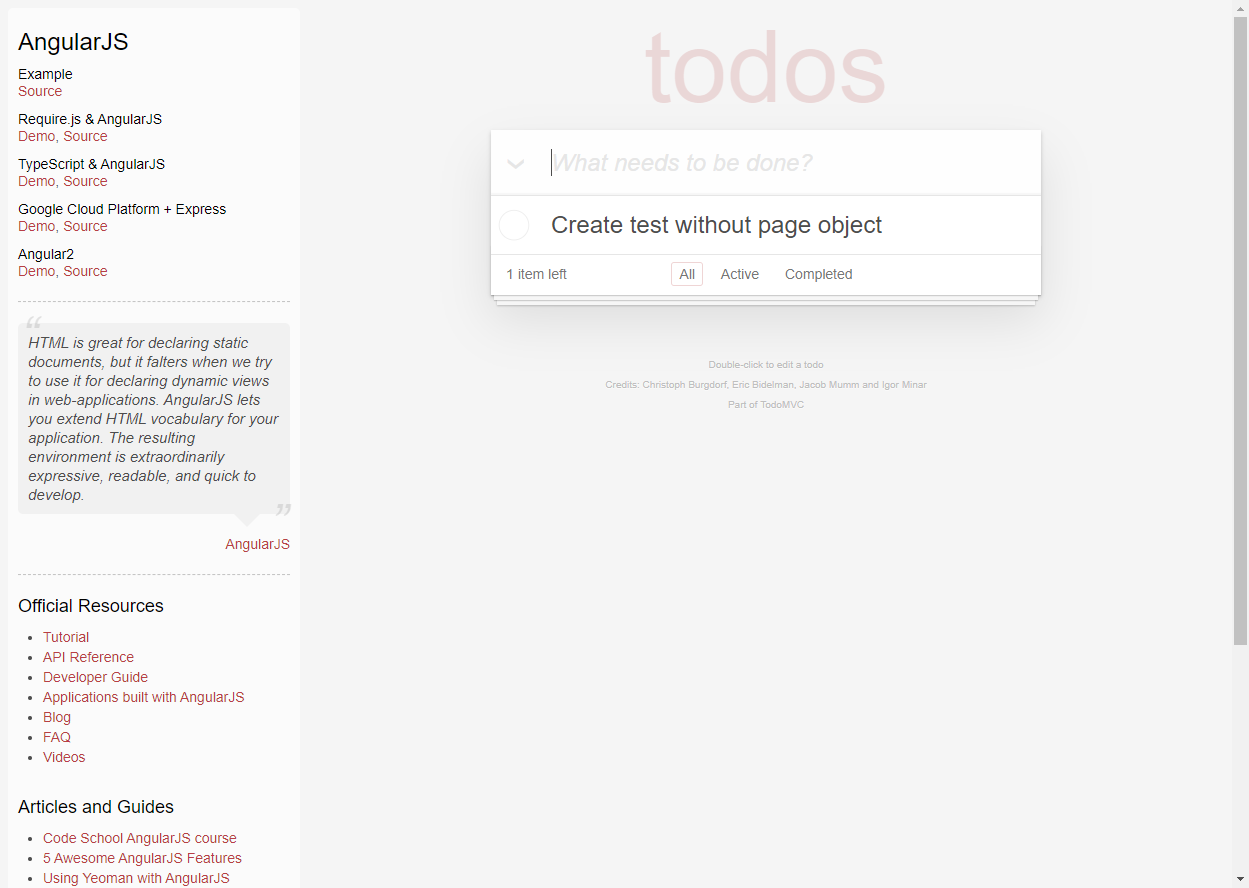 AngularJS
Example
Source
Require.js & AngularJS
Demo, Source
TypeScript & AngularJS
Demo, Source
Google Cloud Platform + Express
Demo, Source
Angular2
Demo, Source
“
HTML is great for declaring static
documents, but it falters when we try
to use it for declaring dynamic views
in web-applications. AngularJS lets
you extend HTML vocabulary for your
application. The resulting
environment is extraordinarily
expressive, readable, and quick to
develop.
”
AngularJS
Official Resources
• Tutorial
• API Reference
• Developer Guide
• Applications built with AngularJS
• Blog
• FAQ
• Videos
Articles and Guides
• Code School AngularJS course
• 5 Awesome AngularJS Features
• Using Yeoman with AngularJS
todos
What needs to be done?
Create test without page object
1 item left All Active Completed
Double-click to edit a todo
Credits: Christoph Burgdorf, Eric Bidelman, Jacob Mumm and Igor Minar
Part of TodoMVC